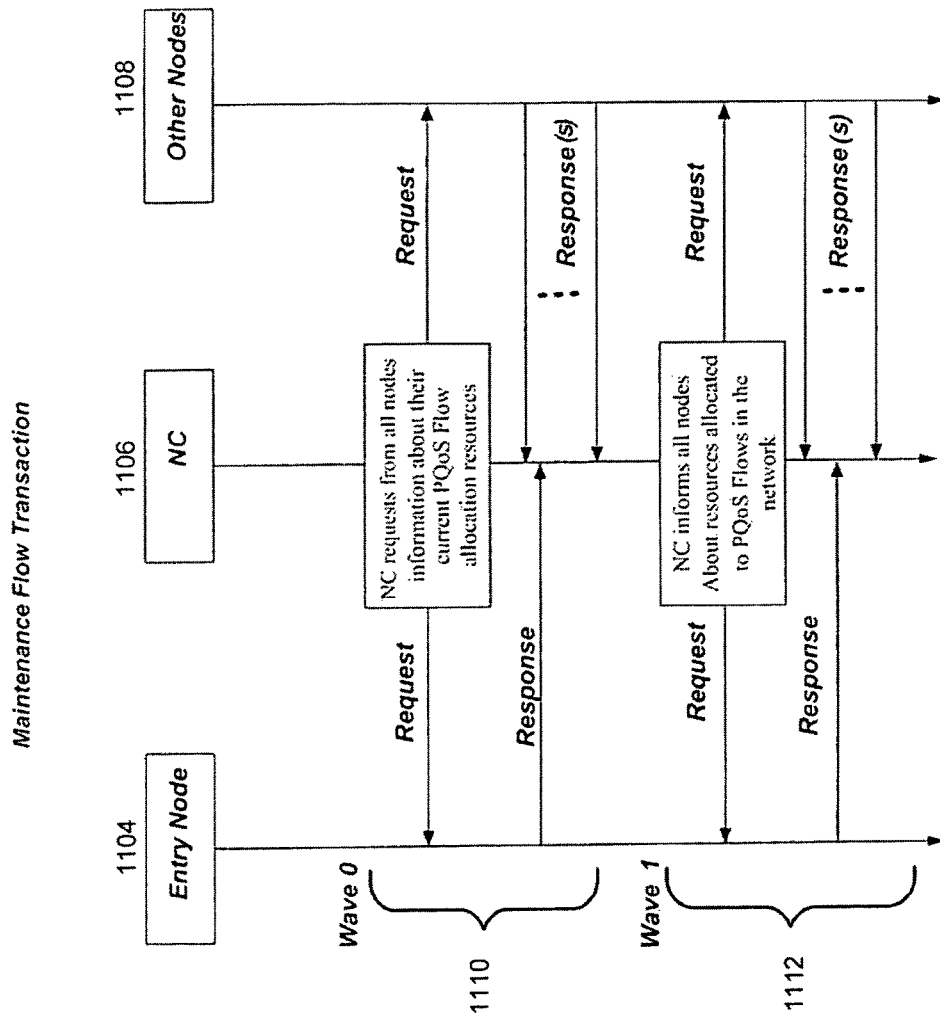 Maintenance Flow Transaction
1104
1106
1108
Entry Node
NC
Other Nodes
Wave 0
Request
NC requests from all nodes
information about their
current PQoS Flow
allocation resources
Request
Response
Response(s)
1110
Wave 1
Request
NC informs all nodes
About resources allocated
to PQoS Flows in the
network
Request
Response
Response(s)
1112